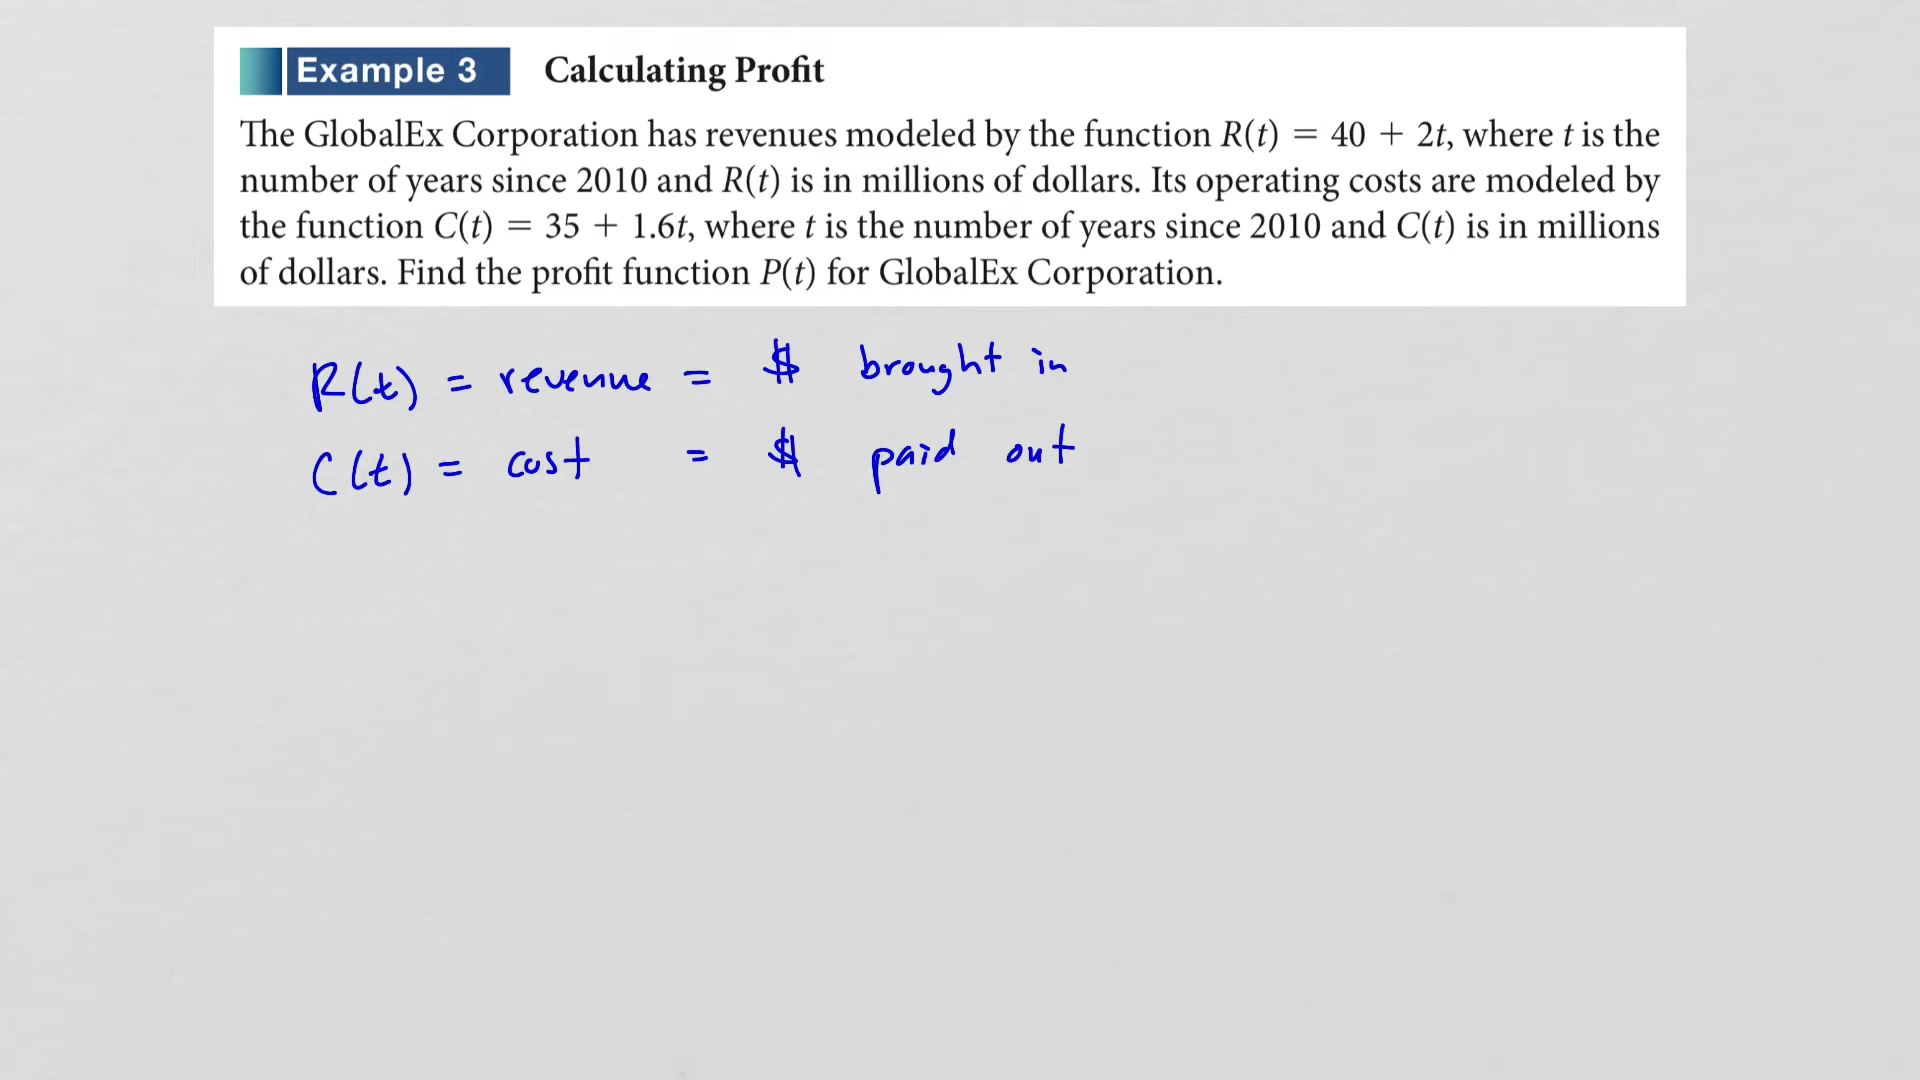 Example 3 Calculating Profit
The GlobalEx Corporation has revenues modeled by the function R(t) = 40 + 2t, where t is the
number of years since 2010 and R(t) is in millions of dollars. Its operating costs are modeled by
the function C(t) = 35 + 1.6t, where t is the number of years since 2010 and C(t) is in millions
of dollars. Find the profit function P(t) for GlobalEx Corporation.
R(t) = revenue = $ brought in
C(t) = cost = $ paid out